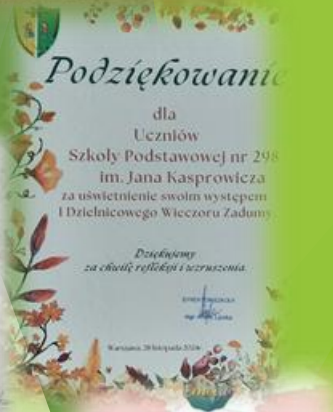 Podziękowanie
dla
Uczniów
Szkoły Podstawowej nr 298
im. Jana Kasprowicza
za uświetnienie swoim występem
I Dzielnicowego Wieczoru Zadumy.
Dziękujemy
za chwilę refleksji i wzruszenia.
Warszawa, 28 listopada